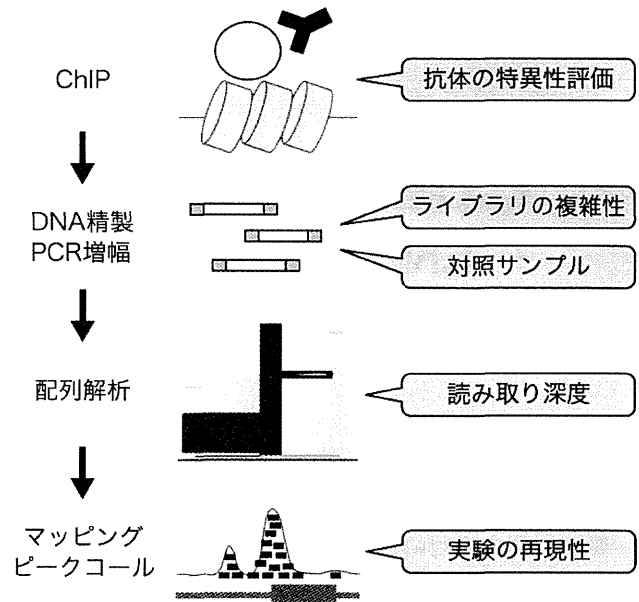 ChIP
抗体の特異性評価
DNA精製
PCR増幅
ライブラリの複雑性
対照サンプル
配列解析
読み取り深度
マッピング
ピークコール
実験の再現性